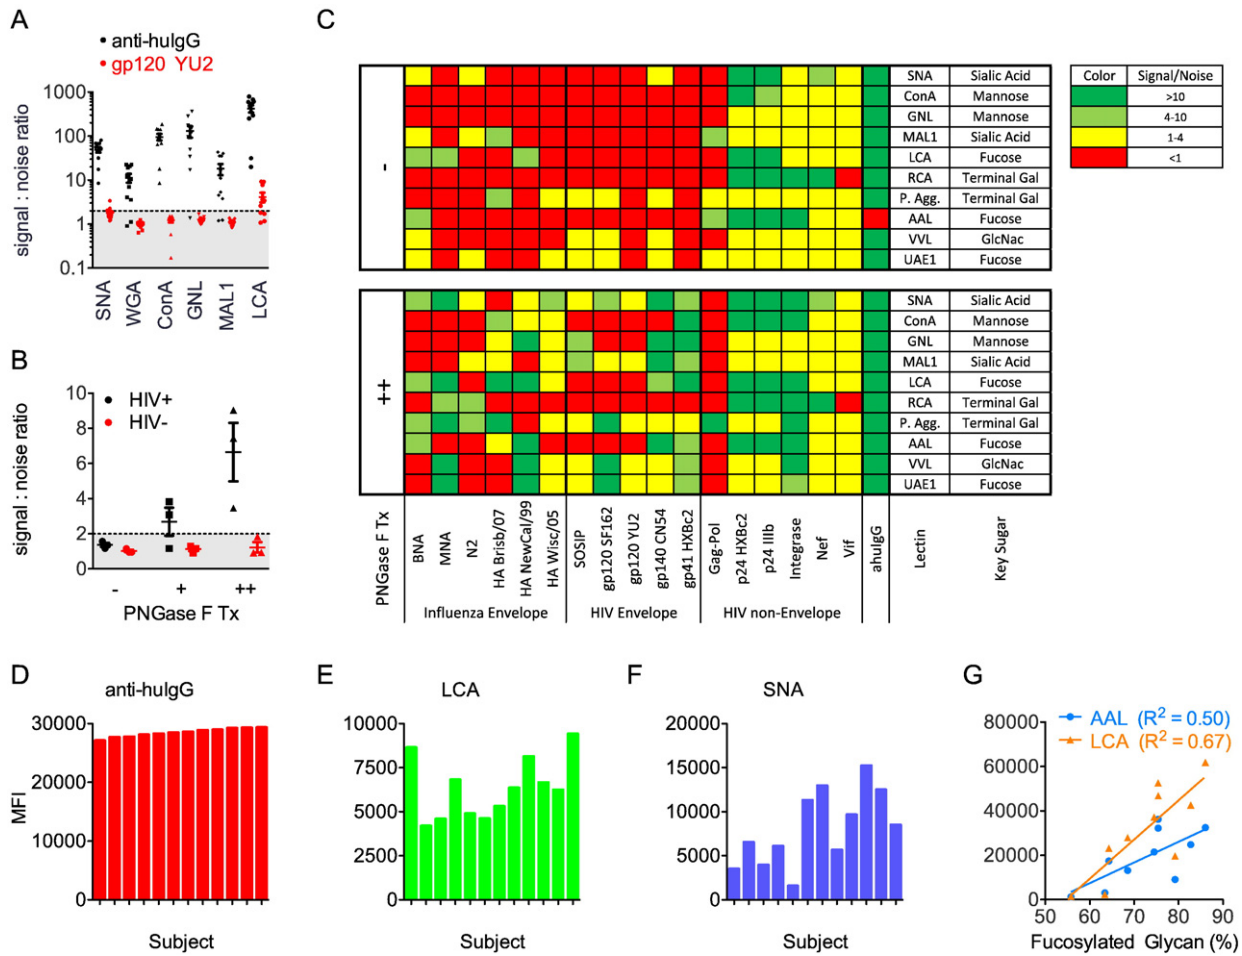 A
anti-huIgG
gp120 YU2
signal : noise ratio
1000
100
10
1
0.1
SNA
WGA
ConA
GNL
MAL1
LCA
B
HIV+
HIV-
signal : noise ratio
10
8
6
4
2
0
- + ++
PNGase F Tx
C
-
SNA Sialic Acid
ConA Mannose
GNL Mannose
MAL1 Sialic Acid
LCA Fucose
RCA Terminal Gal
P. Agg. Terminal Gal
AAL Fucose
VVL GlcNac
UAE1 Fucose
++
SNA Sialic Acid
ConA Mannose
GNL Mannose
MAL1 Sialic Acid
LCA Fucose
RCA Terminal Gal
P. Agg. Terminal Gal
AAL Fucose
VVL GlcNac
UAE1 Fucose
PNGase F Tx
BNA
MNA
N2
HA Brisb/07
HA NewCal/99
HA Wisc/05
SOSIP
gp120 SF162
gp120 YU2
gp140 CN54
gp41 HXBc2
Gag-Pol
p24 HXBc2
p24 IIIb
Integrase
Nef
Vif
ahuIgG
Lectin
Key Sugar
Influenza Envelope
HIV Envelope
HIV non-Envelope
Color Signal/Noise
>10
4-10
1-4
<1
D
anti-huIgG
MFI
30000
20000
10000
0
Subject
E
LCA
10000
7500
5000
2500
0
Subject
F
SNA
20000
15000
10000
5000
0
Subject
G
AAL (R² = 0.50)
LCA (R² = 0.67)
80000
60000
40000
20000
0
50 60 70 80 90
Fucosylated Glycan (%)